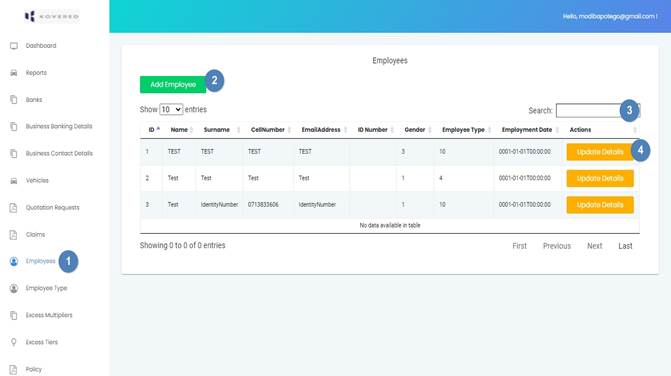 KOVERED
Hello, modibapotego@gmail.com !
Dashboard
Reports
Banks
Business Banking Details
Business Contact Details
Vehicles
Quotation Requests
Claims
Employees 1
Employee Type
Excess Multipliers
Excess Tiers
Policy
Employees
Add Employee 2
Show 10 entries
Search: 3
ID Name Surname CellNumber EmailAddress ID Number Gender Employee Type Employment Date Actions
1 TEST TEST TEST TEST 3 10 0001-01-01T00:00:00 Update Details 4
2 Test Test Test Test 1 4 0001-01-01T00:00:00 Update Details
3 Test IdentityNumber 0713833606 IdentityNumber 1 10 0001-01-01T00:00:00 Update Details
No data available in table
Showing 0 to 0 of 0 entries
First Previous Next Last